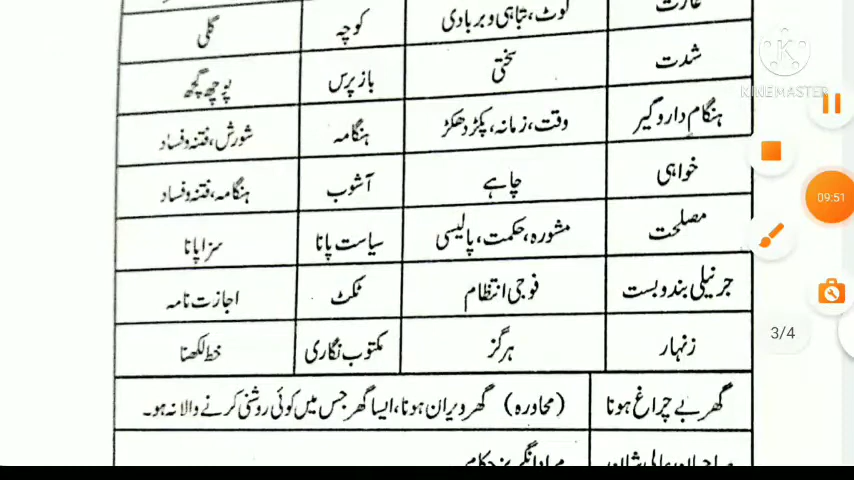 غارت لوٹ، تباہی و بربادی کوچہ گلی
شدت سختی باز پرس پوچھ گچھ
ہنگام داروگیر وقت، زمانہ، پکڑ دھکڑ ہنگامہ شورش، فتنہ و فساد
خواہی چاہے آشوب ہنگامہ، فتنہ و فساد
مصلحت مشورہ، حکمت، پالیسی سیاست پانا سزا پانا
جرنیلی بندوبست فوجی انتظام ٹکٹ اجازت نامہ
زنہار ہرگز مکتوب نگاری خط لکھنا
گھر بے چراغ ہونا (محاورہ) گھر ویران ہونا، ایسا گھر جس میں کوئی روشنی کرنے والا نہ ہو۔
K
KINEMASTER
09:51
3/4